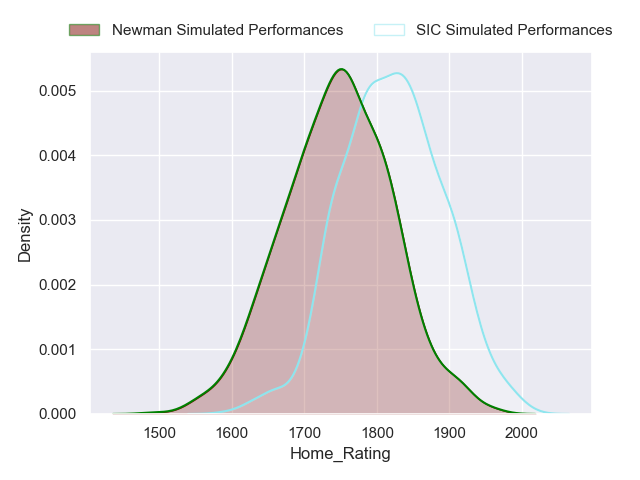 Newman Simulated Performances SIC Simulated Performances
0.005
0.004
0.003
0.002
0.001
0.000
Density
1500 1600 1700 1800 1900 2000
Home_Rating